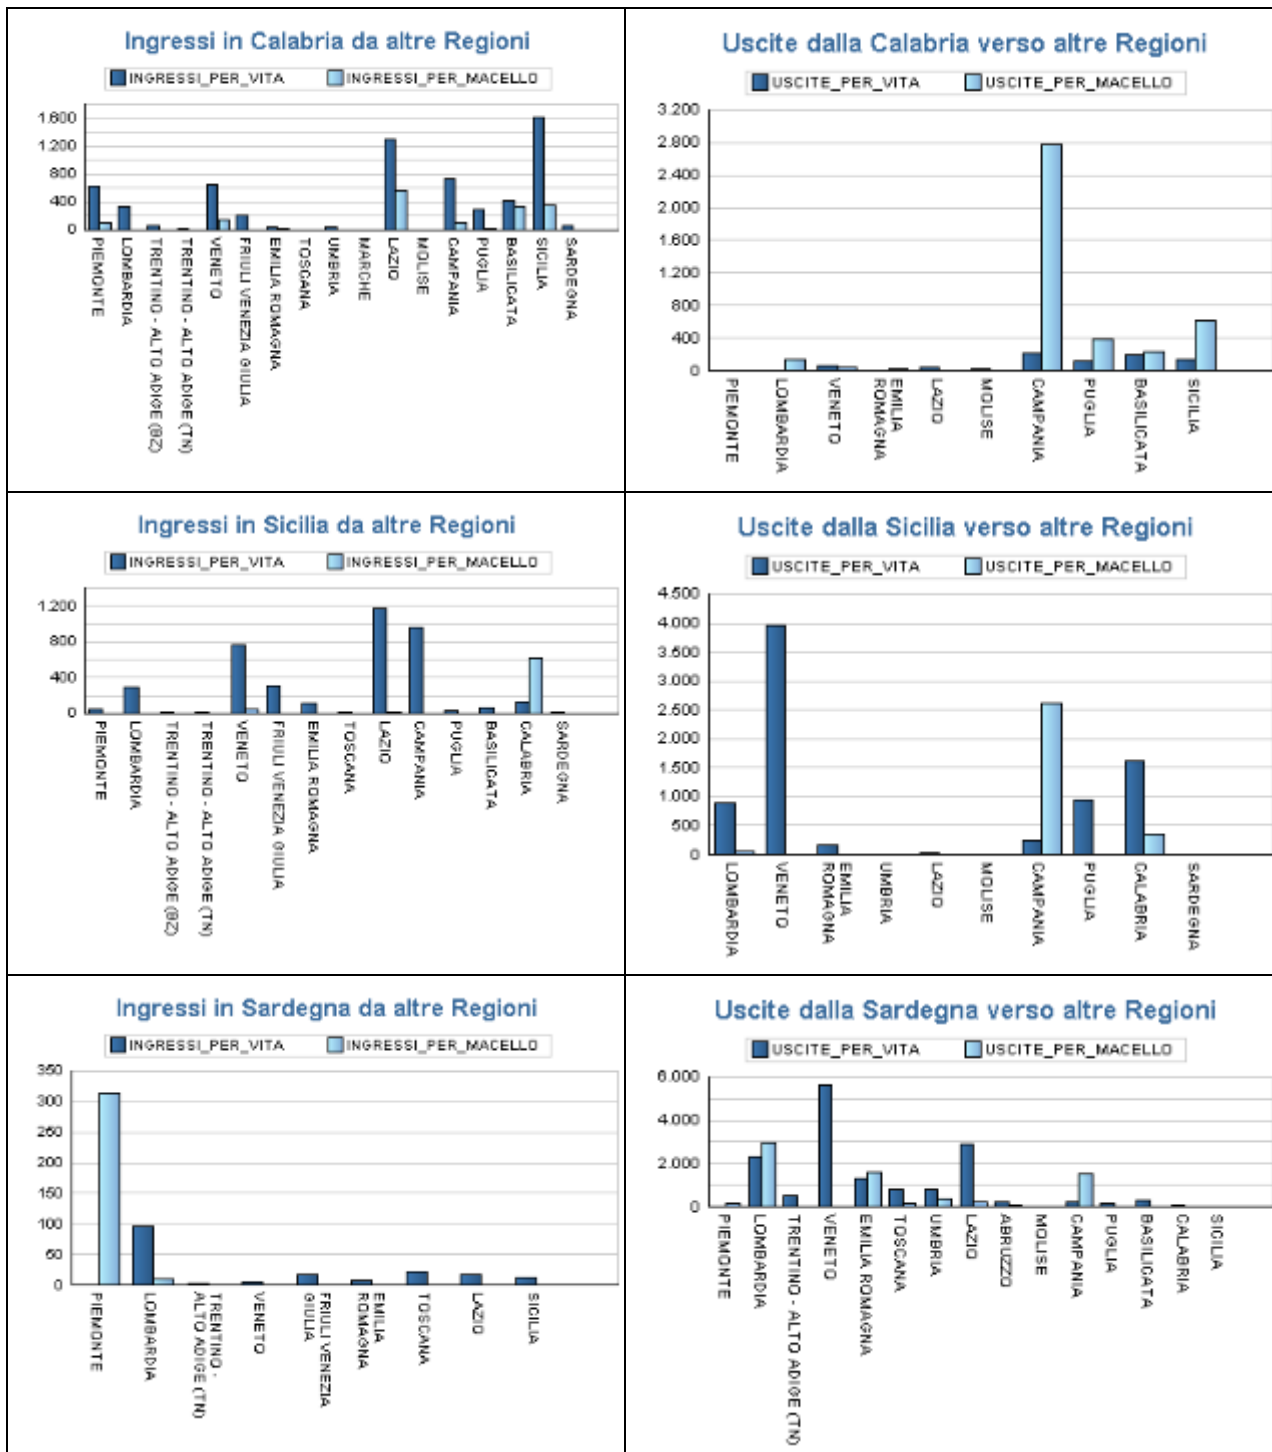 Ingressi in Calabria da altre Regioni
INGRESSI_PER_VITA INGRESSI_PER_MACELLO
1.600
1.200
800
400
0
PIEMONTE
LOMBARDIA
TRENTINO - ALTO ADIGE (BZ)
TRENTINO - ALTO ADIGE (TN)
VENETO
FRIULI VENEZIA GIULIA
EMILIA ROMAGNA
TOSCANA
UMBRIA
MARCHE
LAZIO
MOLISE
CAMPANIA
PUGLIA
BASILICATA
SICILIA
SARDEGNA
Uscite dalla Calabria verso altre Regioni
USCITE_PER_VITA USCITE_PER_MACELLO
3.200
2.800
2.400
2.000
1.600
1.200
800
400
0
PIEMONTE
LOMBARDIA
VENETO
EMILIA
ROMAGNA
LAZIO
MOLISE
CAMPANIA
PUGLIA
BASILICATA
SICILIA
Ingressi in Sicilia da altre Regioni
INGRESSI_PER_VITA INGRESSI_PER_MACELLO
1.200
800
400
0
PIEMONTE
LOMBARDIA
TRENTINO - ALTO ADIGE (BZ)
TRENTINO - ALTO ADIGE (TN)
VENETO
FRIULI VENEZIA GIULIA
EMILIA ROMAGNA
TOSCANA
LAZIO
CAMPANIA
PUGLIA
BASILICATA
CALABRIA
SARDEGNA
Uscite dalla Sicilia verso altre Regioni
USCITE_PER_VITA USCITE_PER_MACELLO
4.500
4.000
3.500
3.000
2.500
2.000
1.500
1.000
500
0
LOMBARDIA
VENETO
EMILIA
ROMAGNA
UMBRIA
LAZIO
MOLISE
CAMPANIA
PUGLIA
CALABRIA
SARDEGNA
Ingressi in Sardegna da altre Regioni
INGRESSI_PER_VITA INGRESSI_PER_MACELLO
350
300
250
200
150
100
50
0
PIEMONTE
LOMBARDIA
TRENTINO -
ALTO ADIGE (TN)
VENETO
FRIULI VENEZIA
GIULIA
EMILIA
ROMAGNA
TOSCANA
LAZIO
SICILIA
Uscite dalla Sardegna verso altre Regioni
USCITE_PER_VITA USCITE_PER_MACELLO
6.000
4.000
2.000
0
PIEMONTE
LOMBARDIA
TRENTINO - ALTO ADIGE (TN)
VENETO
EMILIA ROMAGNA
TOSCANA
UMBRIA
LAZIO
ABRUZZO
MOLISE
CAMPANIA
PUGLIA
BASILICATA
CALABRIA
SICILIA